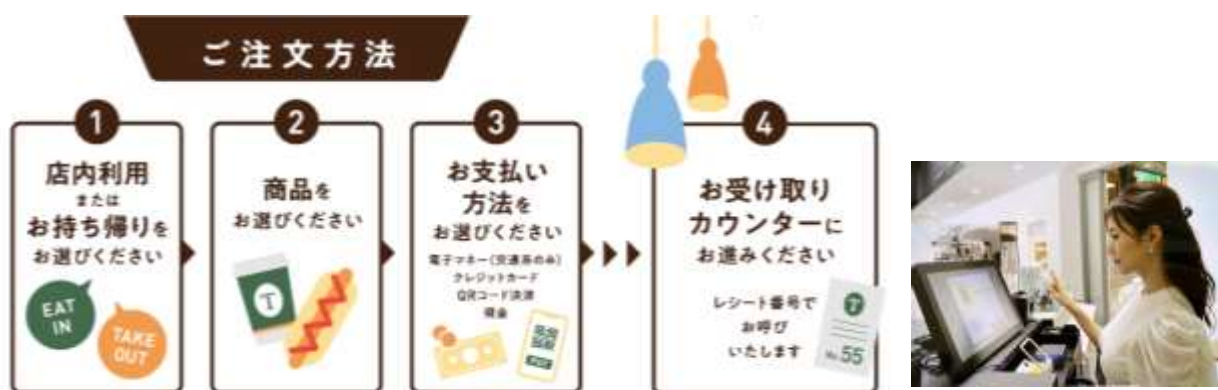 ご注文方法
1
店内利用
または
お持ち帰りを
お選びください
EAT
IN
TAKE
OUT
2
商品を
お選びください
T
3
お支払い
方法を
お選びください
電子マネー(交通系のみ)
クレジットカード
QRコード決済
現金
4
お受け取り
カウンターに
お進みください
レシート番号で
お呼び
いたします
T
No.55